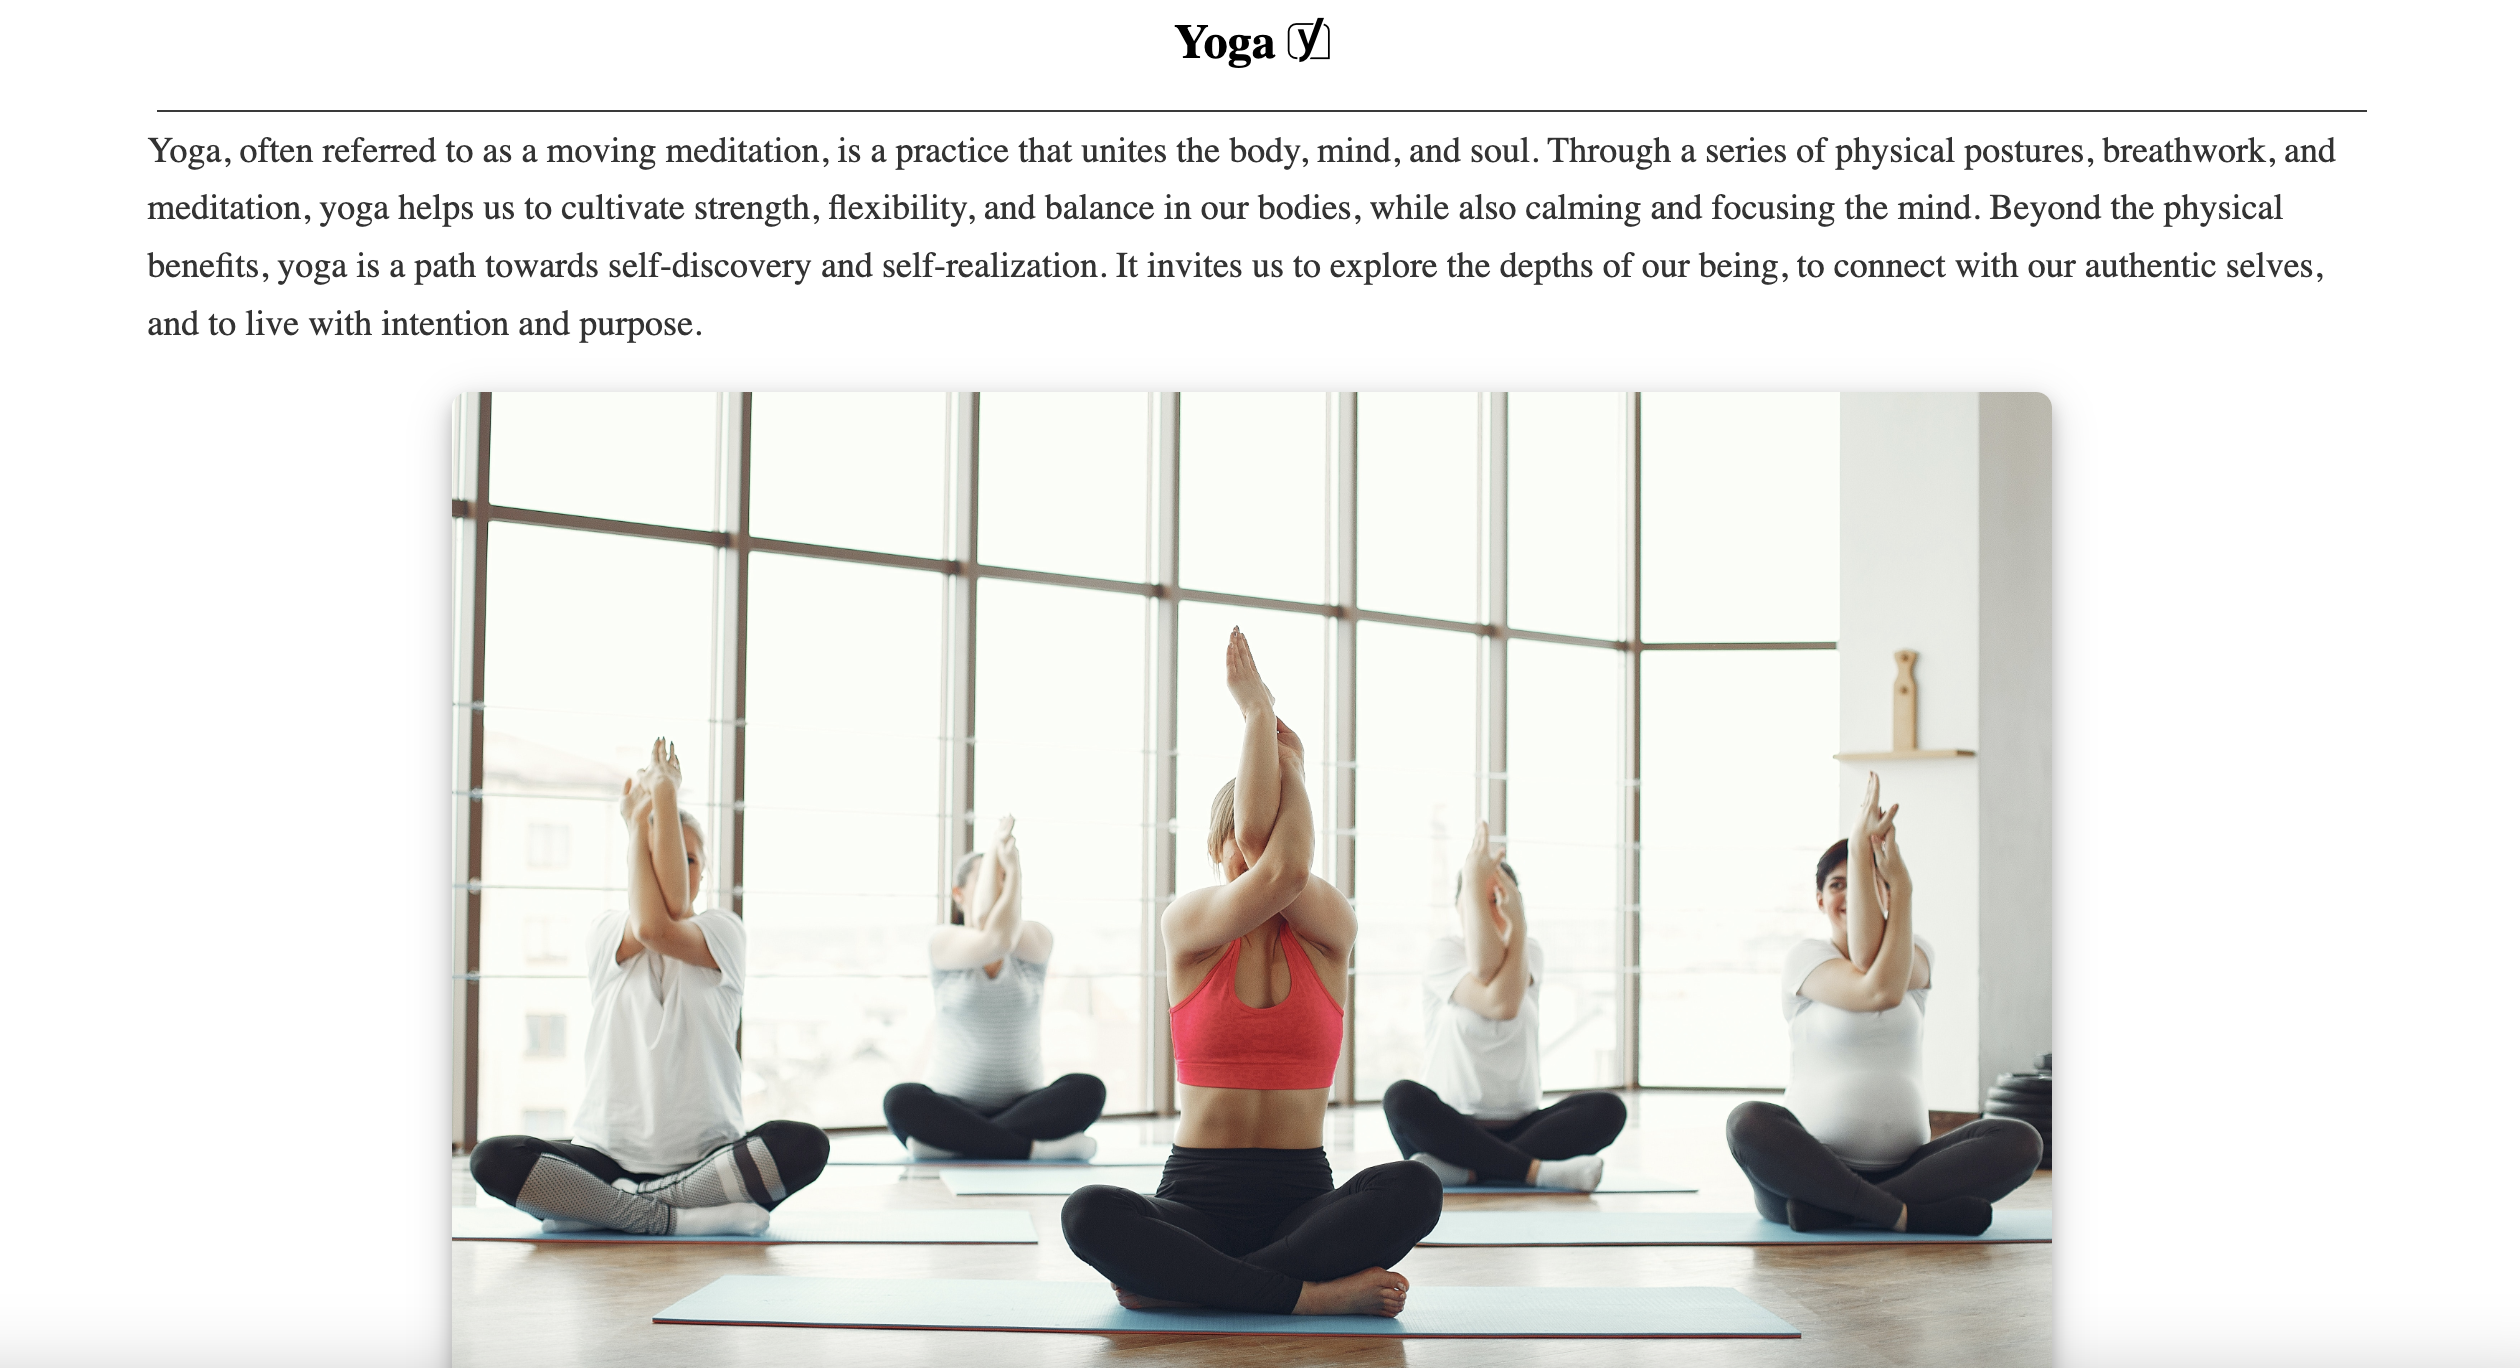 Yoga
Yoga, often referred to as a moving meditation, is a practice that unites the body, mind, and soul. Through a series of physical postures, breathwork, and
meditation, yoga helps us to cultivate strength, flexibility, and balance in our bodies, while also calming and focusing the mind. Beyond the physical
benefits, yoga is a path towards self-discovery and self-realization. It invites us to explore the depths of our being, to connect with our authentic selves,
and to live with intention and purpose.